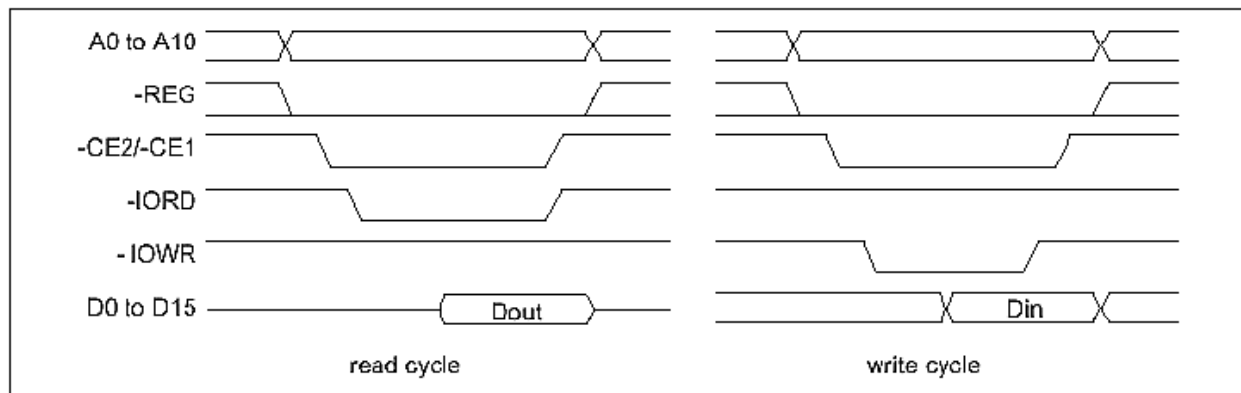 A0 to A10
-REG
-CE2/-CE1
-IORD
-IOWR
D0 to D15
Dout
Din
read cycle
write cycle